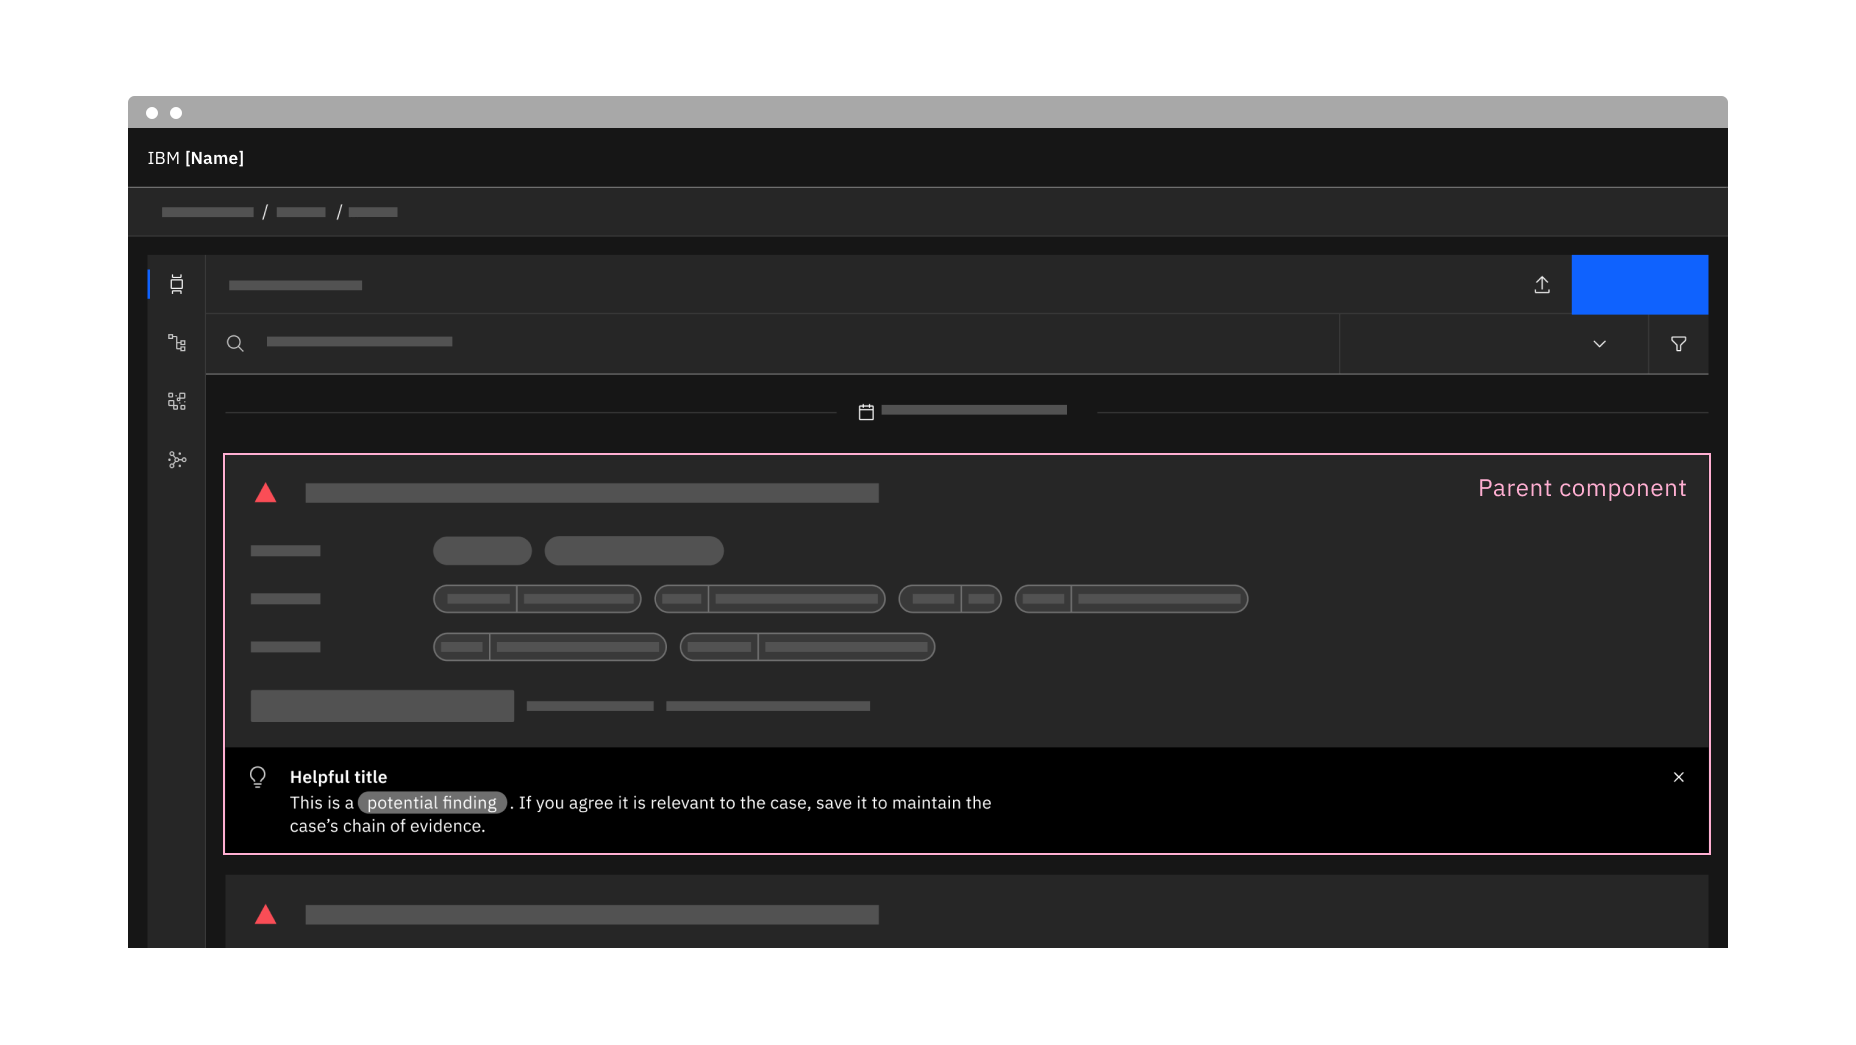 IBM [Name]
/ /
Parent component
Helpful title
This is a potential finding . If you agree it is relevant to the case, save it to maintain the
case’s chain of evidence.